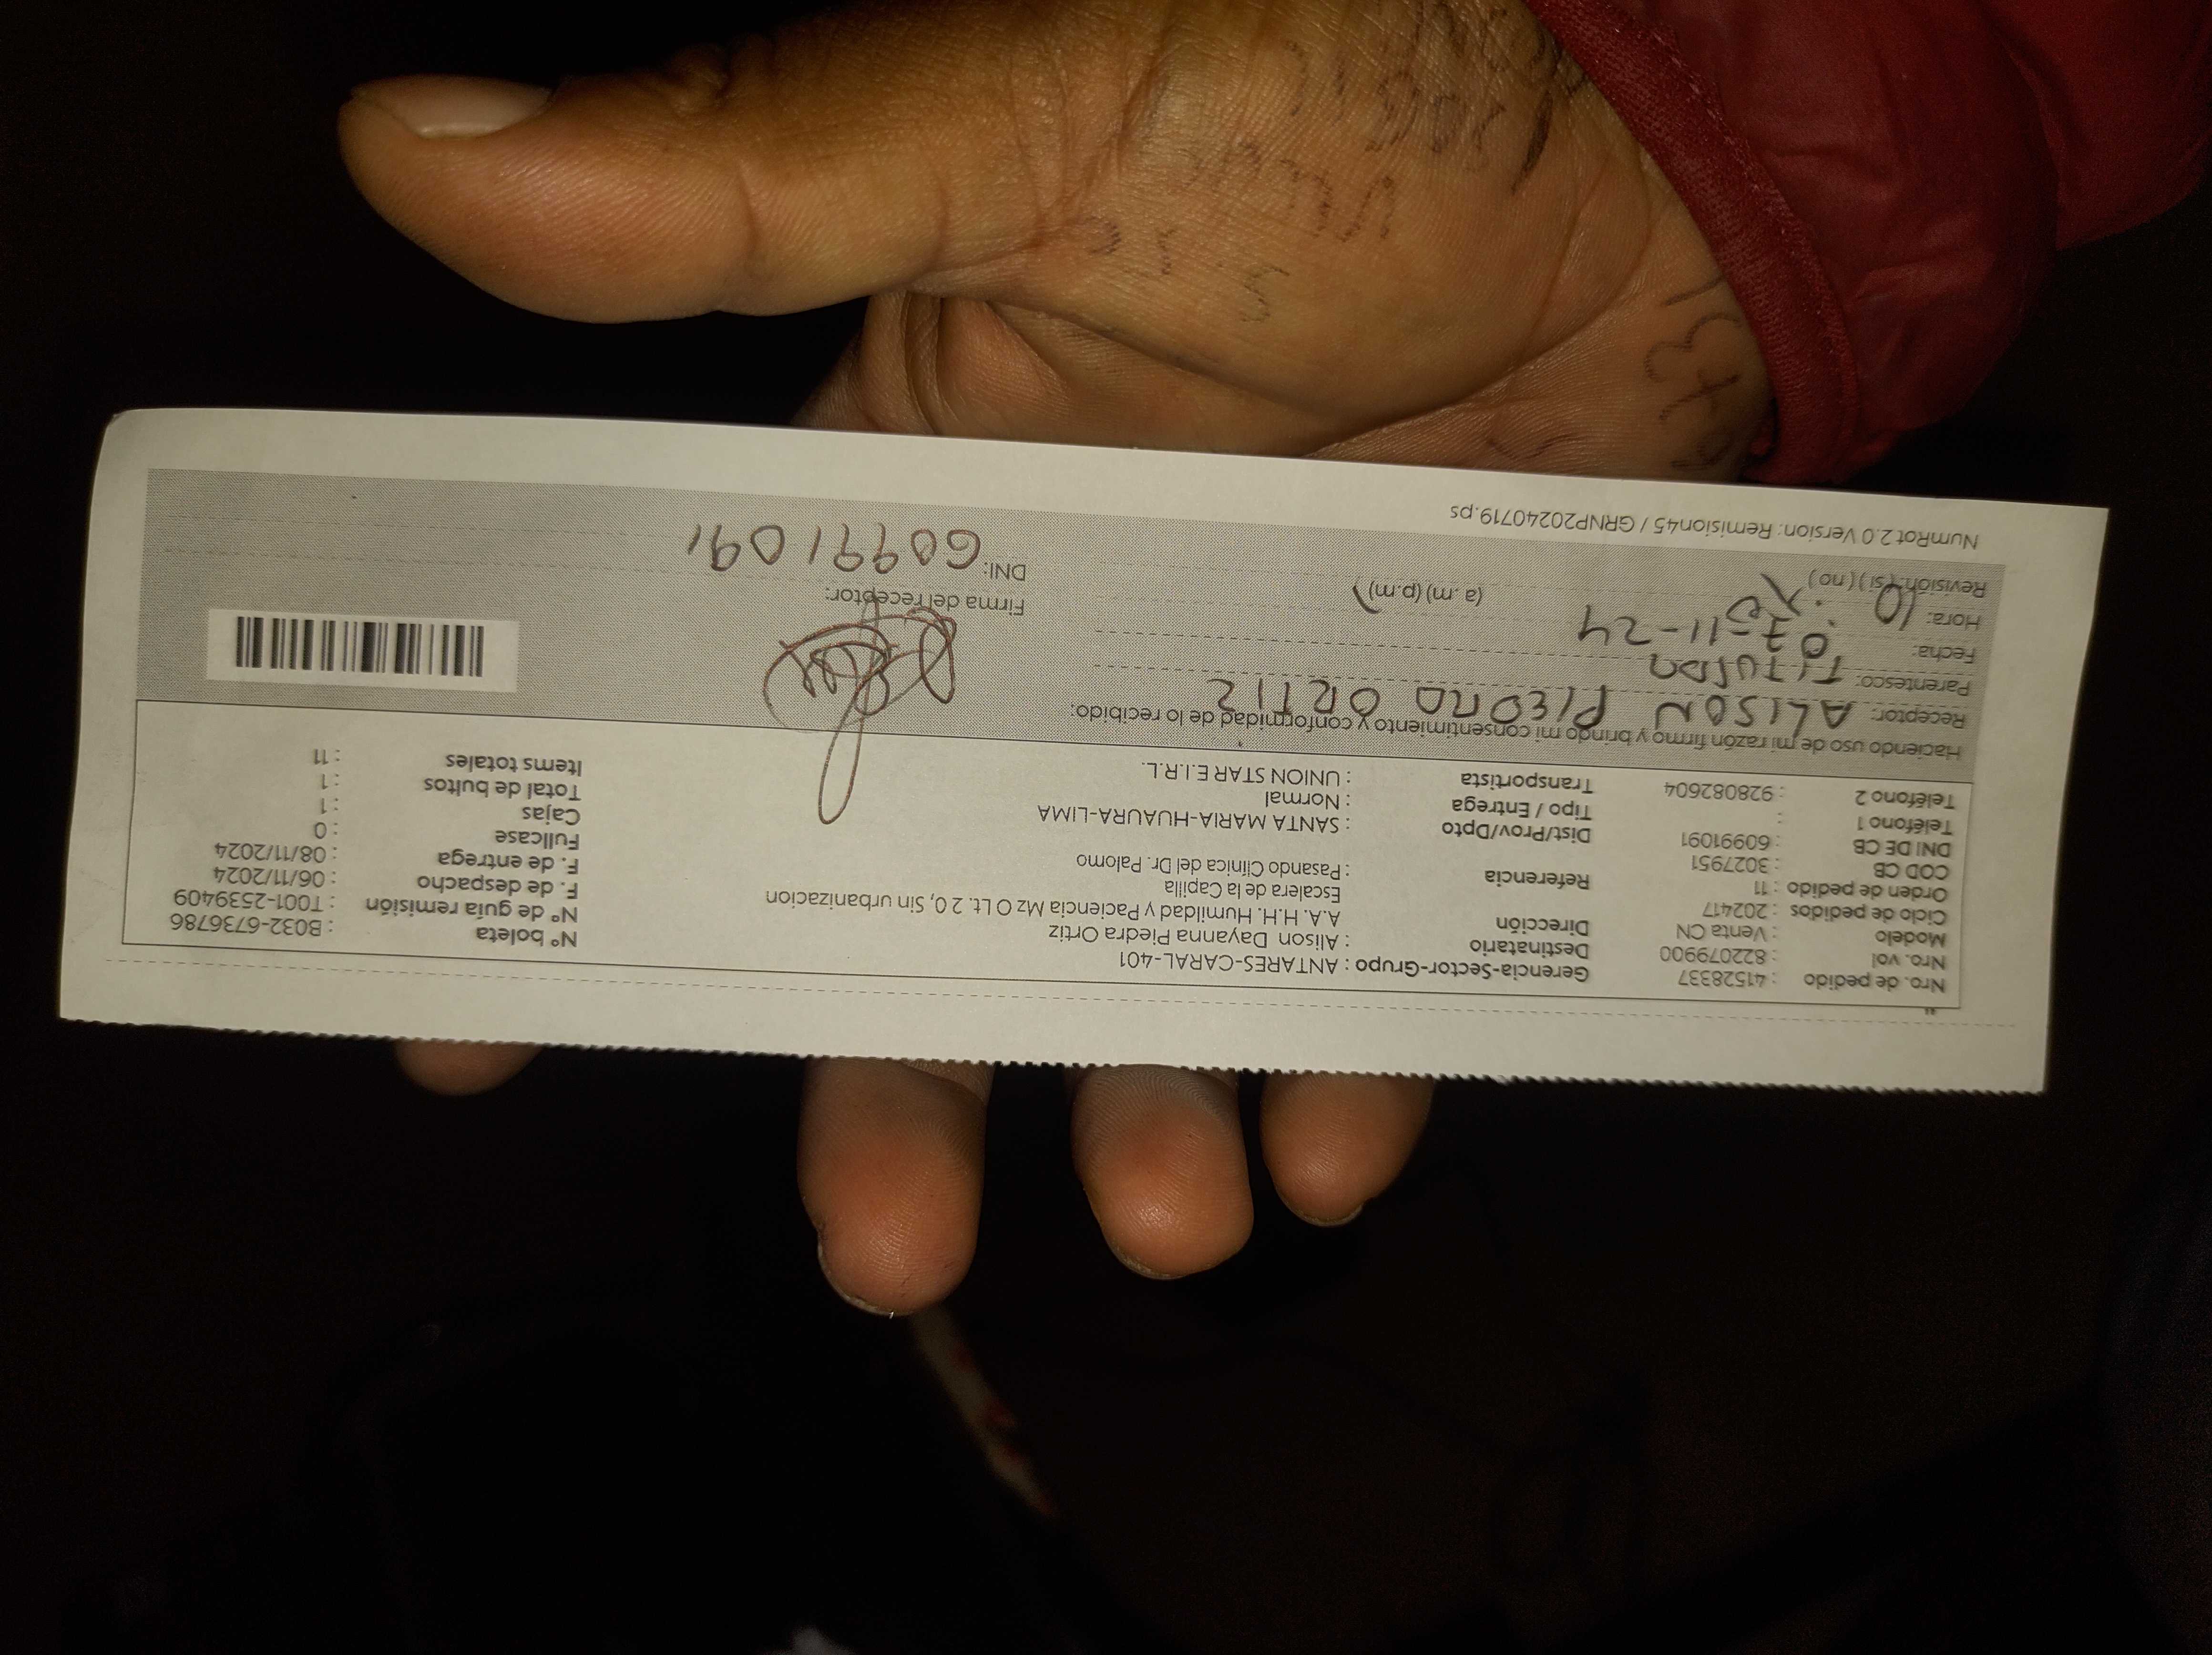 Nro. de pedido : 41528337
Nro. vol : 822079900
Modelo : Venta CN
Ciclo de pedidos : 202417
Orden de pedido : 11
COD CB : 3027951
DNI DE CB : 60991091
Teléfono 1 :
Teléfono 2 : 928082604
Gerencia-Sector-Grupo : ANTARES-CARAL-401
Destinatario : Alison Dayanna Piedra Ortiz
Dirección A.A. H.H. Humildad y Paciencia Mz O Lt. 2 0, Sin urbanizacion
Escalera de la Capilla
Referencia : Pasando Clínica del Dr. Palomo
Dist/Prov/Dpto : SANTA MARIA-HUAURA-LIMA
Tipo / Entrega : Normal
Transportista : UNION STAR E.I.R.L.
N° boleta : B032-6736786
N° de guía remisión : T001-2539409
F. de despacho : 06/11/2024
F. de entrega : 08/11/2024
Fullcase : 0
Cajas : 1
Total de bultos : 1
Items totales : 11
Haciendo uso de mi razón firmo y brindo mi consentimiento y conformidad de lo recibido:
Receptor: ALISON PIEDRA ORTIZ
Parentesco: TITULAR
Fecha: 07-11-24
Hora: (a.m) (p.m)
Revisión: (si) (no)
Firma del receptor:
DNI: 60991091
NumRot 2.0 Version: Remision45 / GRNP20240719.ps